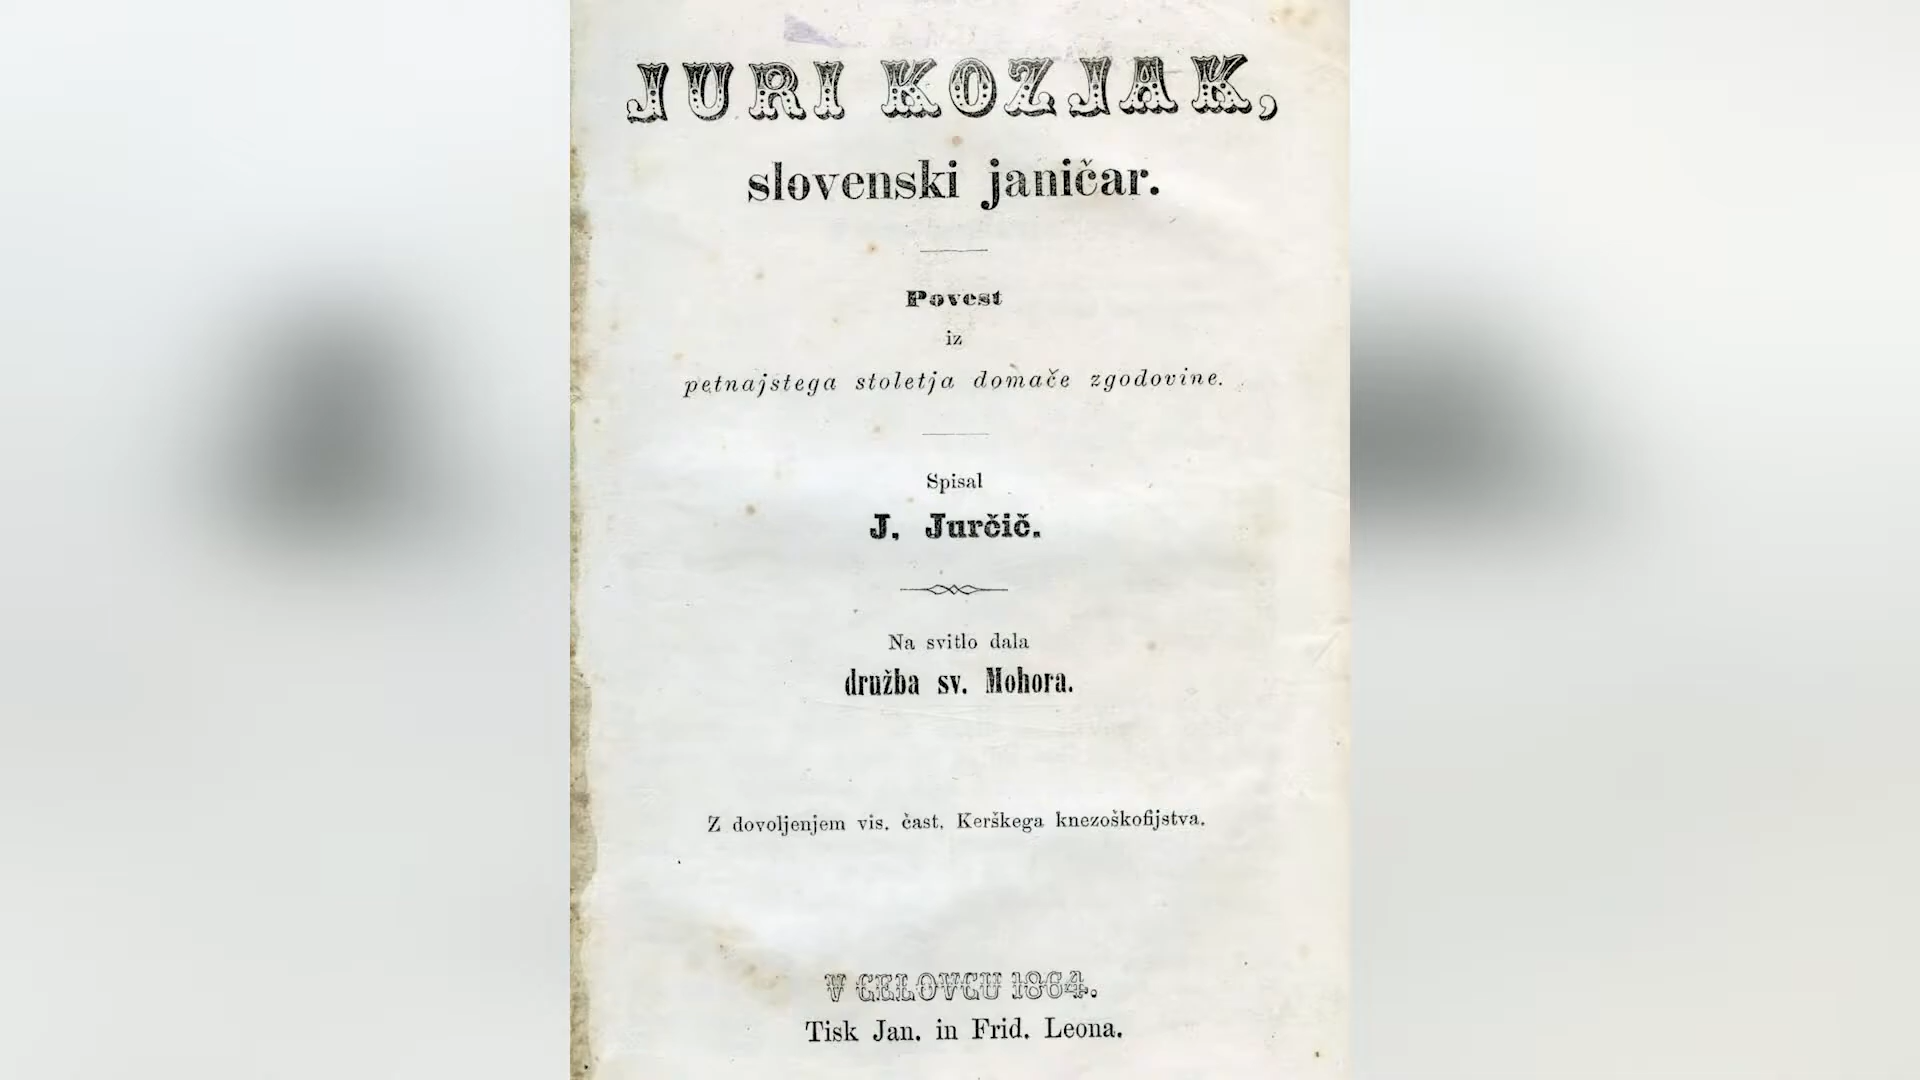 JURI KOZJAK,
slovenski janičar.
Povest
iz
petnajstega stoletja domače zgodovine.
Spisal
J. Jurčič.
Na svitlo dala
družba sv. Mohora.
Z dovoljenjem vis. čast. Kerškega knezoškofijstva.
V CELOVCU 1864.
Tisk Jan. in Frid. Leona.